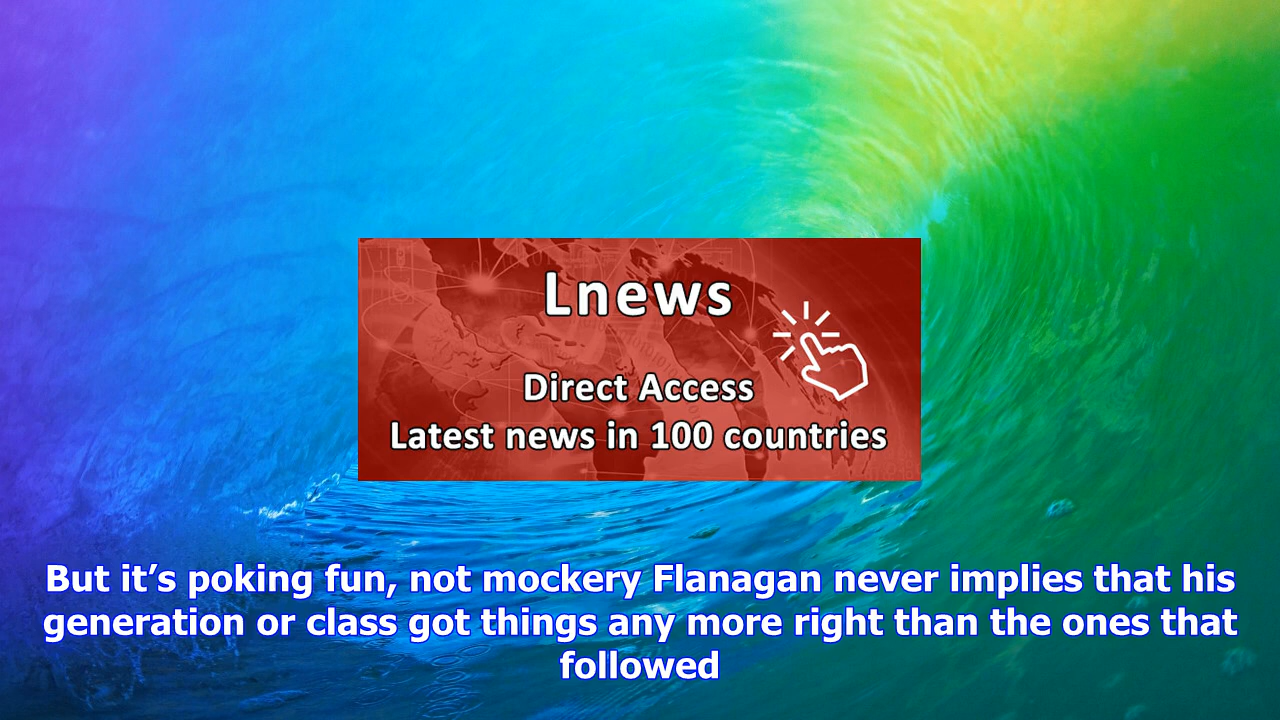 Lnews
Direct Access
Latest news in 100 countries
But it’s poking fun, not mockery Flanagan never implies that his
generation or class got things any more right than the ones that
followed